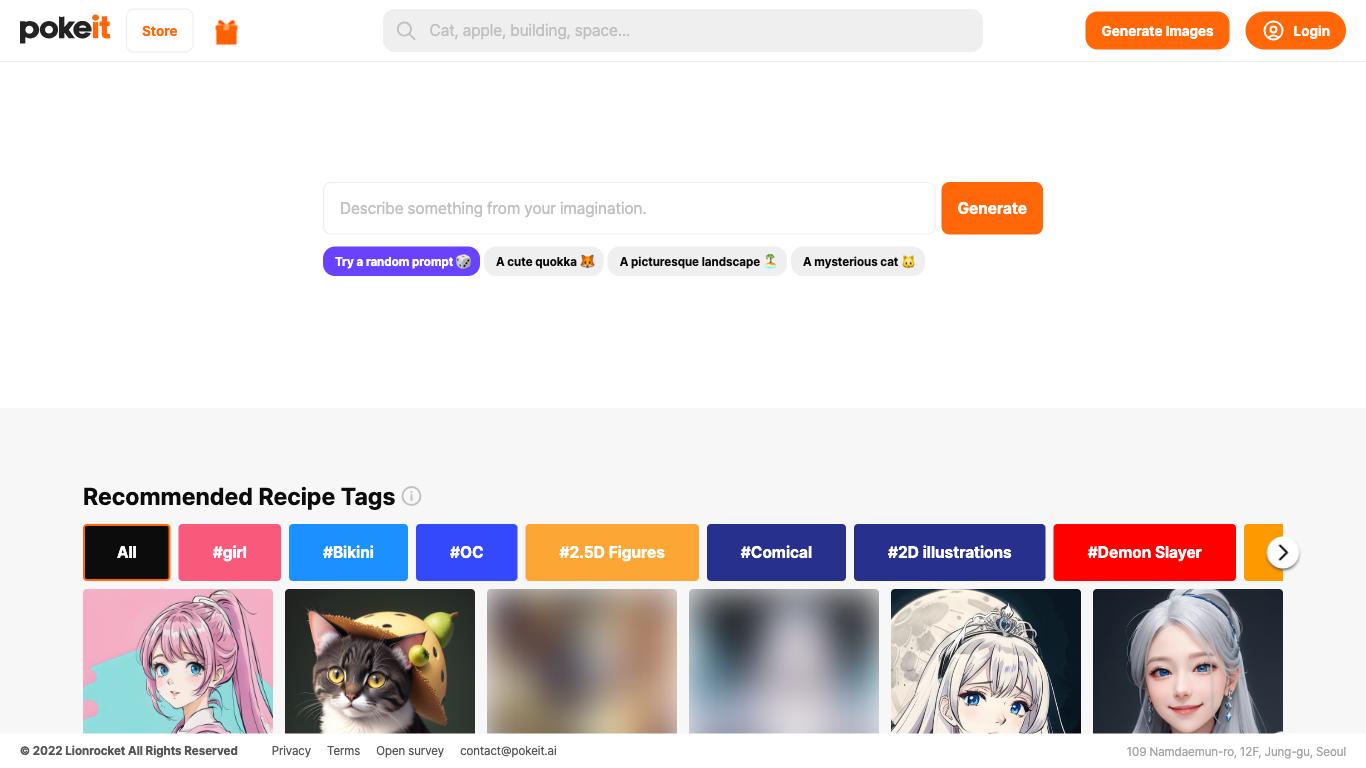 pokeit
Store
Cat, apple, building, space...
Generate Images
Login
Describe something from your imagination.
Generate
Try a random prompt 🎲
A cute quokka 🦊
A picturesque landscape 🏝️
A mysterious cat 🐱
Recommended Recipe Tags
All
#girl
#Bikini
#OC
#2.5D Figures
#Comical
#2D illustrations
#Demon Slayer
© 2022 Lionrocket All Rights Reserved
Privacy
Terms
Open survey
contact@pokeit.ai
109 Namdaemun-ro, 12F, Jung-gu, Seoul